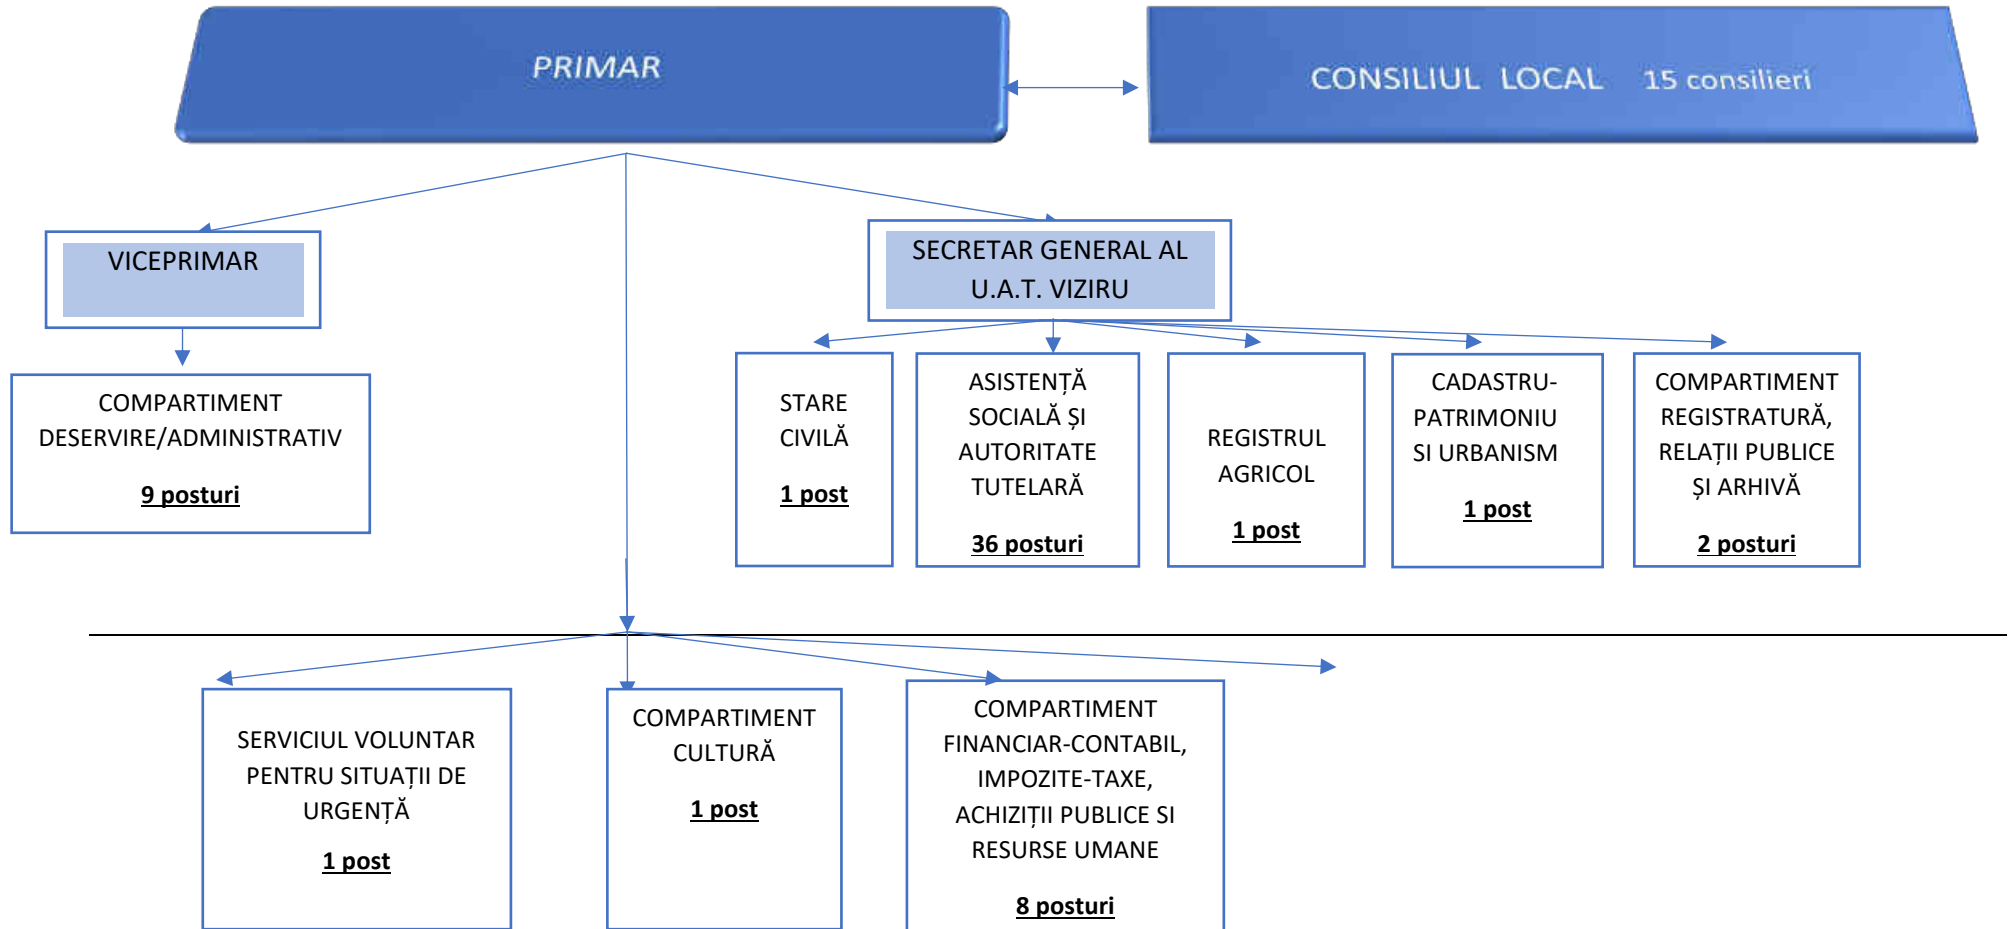 PRIMAR
CONSILIUL LOCAL 15 consilieri
VICEPRIMAR
SECRETAR GENERAL AL
U.A.T. VIZIRU
COMPARTIMENT
DESERVIRE/ADMINISTRATIV
9 posturi
STARE
CIVILĂ
1 post
ASISTENȚĂ
SOCIALĂ ȘI
AUTORITATE
TUTELARĂ
36 posturi
REGISTRUL
AGRICOL
1 post
CADASTRU-
PATRIMONIU
SI URBANISM
1 post
COMPARTIMENT
REGISTRATURĂ,
RELAȚII PUBLICE
ȘI ARHIVĂ
2 posturi
SERVICIUL VOLUNTAR
PENTRU SITUAȚII DE
URGENȚĂ
1 post
COMPARTIMENT
CULTURĂ
1 post
COMPARTIMENT
FINANCIAR-CONTABIL,
IMPOZITE-TAXE,
ACHIZIȚII PUBLICE SI
RESURSE UMANE
8 posturi